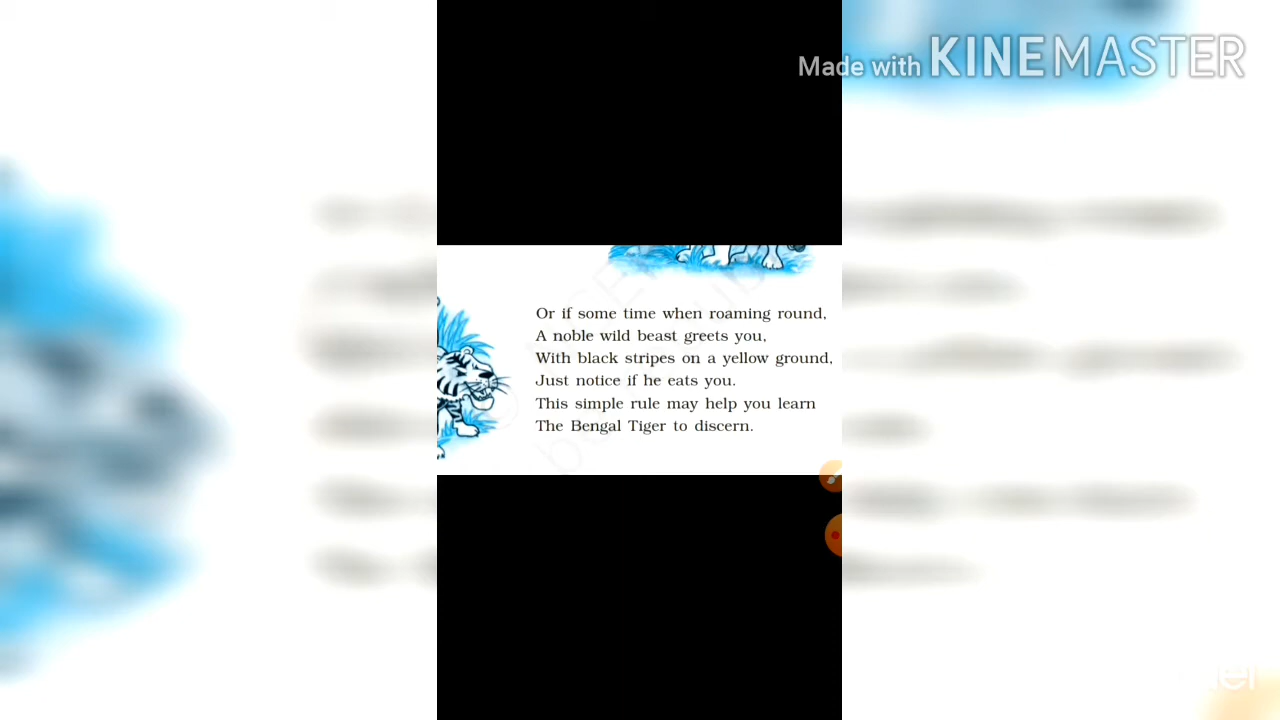 Made with KINEMASTER
Or if some time when roaming round,
A noble wild beast greets you,
With black stripes on a yellow ground,
Just notice if he eats you.
This simple rule may help you learn
The Bengal Tiger to discern.